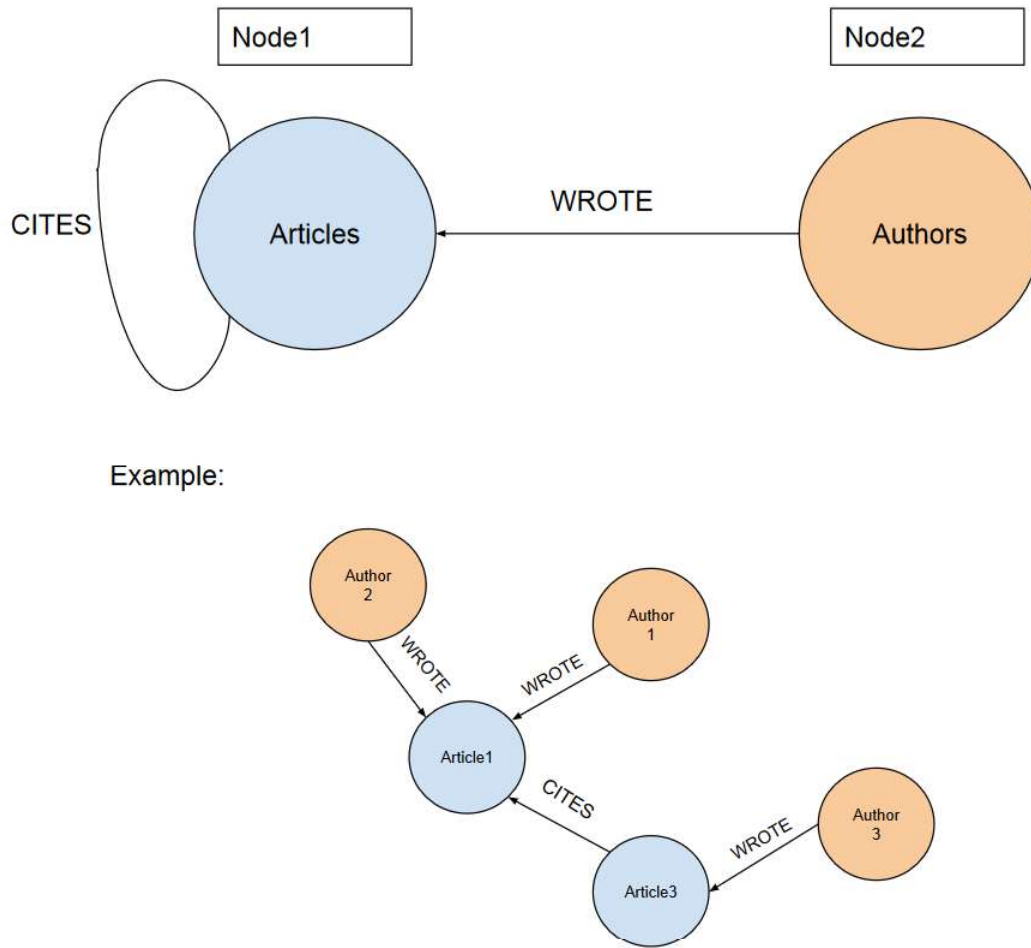 Node1
Node2
CITES
Articles
WROTE
Authors
Example:
Author
2
Author
1
WROTE
WROTE
Article1
CITES
Author
3
WROTE
Article3